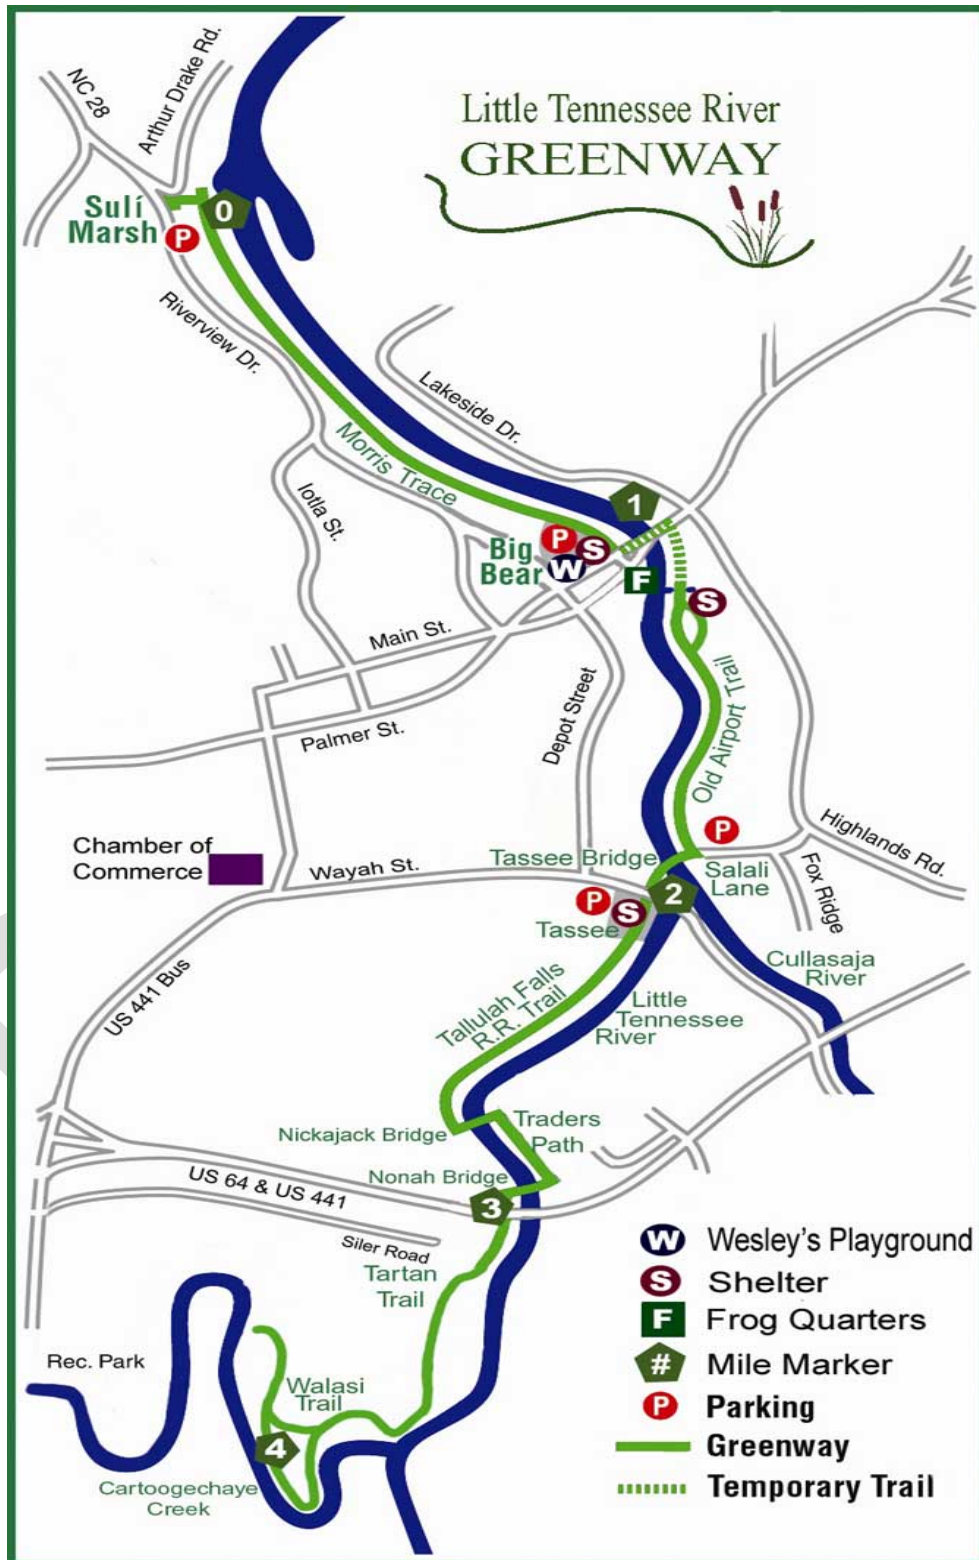 Little Tennessee River
GREENWAY
NC 28
Arthur Drake Rd.
Sulí
Marsh
P
0
Riverview Dr.
Lakeside Dr.
Morris Trace
Iotla St.
1
Big
Bear
P
S
W
F
S
Main St.
Palmer St.
Depot Street
Old Airport Trail
P
Highlands Rd.
Chamber of
Commerce
Wayah St.
Tassee Bridge
Salali
Lane
Fox Ridge
2
P
S
Tassee
Cullasaja
River
US 441 Bus
Tallulah Falls
R.R. Trail
Little
Tennessee
River
Nickajack Bridge
Traders
Path
Nonah Bridge
US 64 & US 441
3
Siler Road
Tartan
Trail
Rec. Park
Walasi
Trail
4
Cartoogechaye
Creek
W Wesley's Playground
S Shelter
F Frog Quarters
# Mile Marker
P Parking
Greenway
Temporary Trail